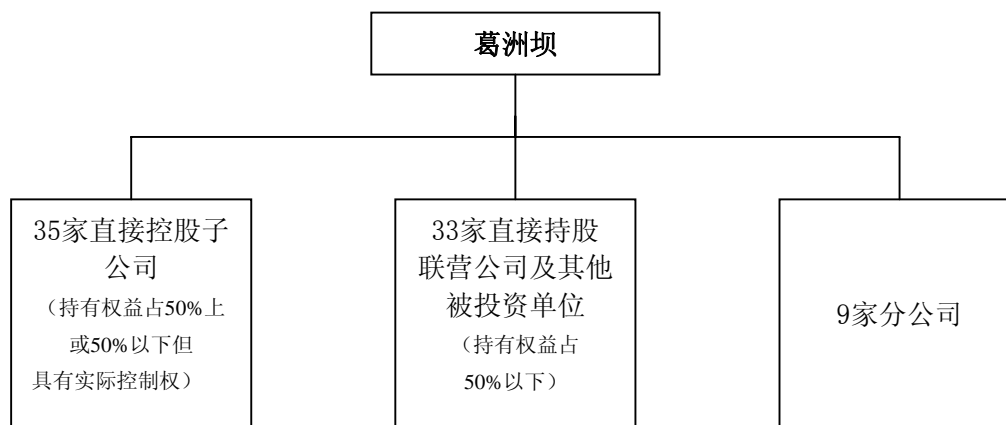 葛洲坝
35家直接控股子
公司
（持有权益占50%上
或50%以下但
具有实际控制权）
33家直接持股
联营公司及其他
被投资单位
（持有权益占
50%以下）
9家分公司